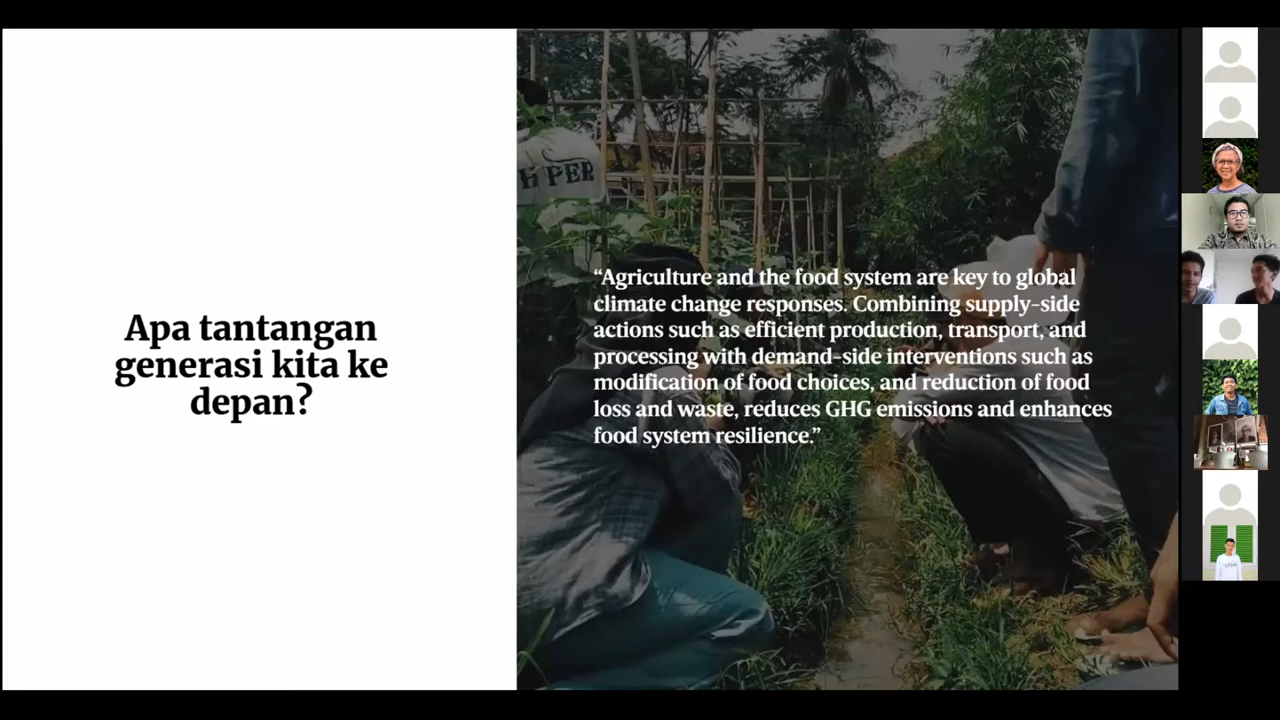 Apa tantangan
generasi kita ke
depan?
H PER
“Agriculture and the food system are key to global
climate change responses. Combining supply-side
actions such as efficient production, transport, and
processing with demand-side interventions such as
modification of food choices, and reduction of food
loss and waste, reduces GHG emissions and enhances
food system resilience.”